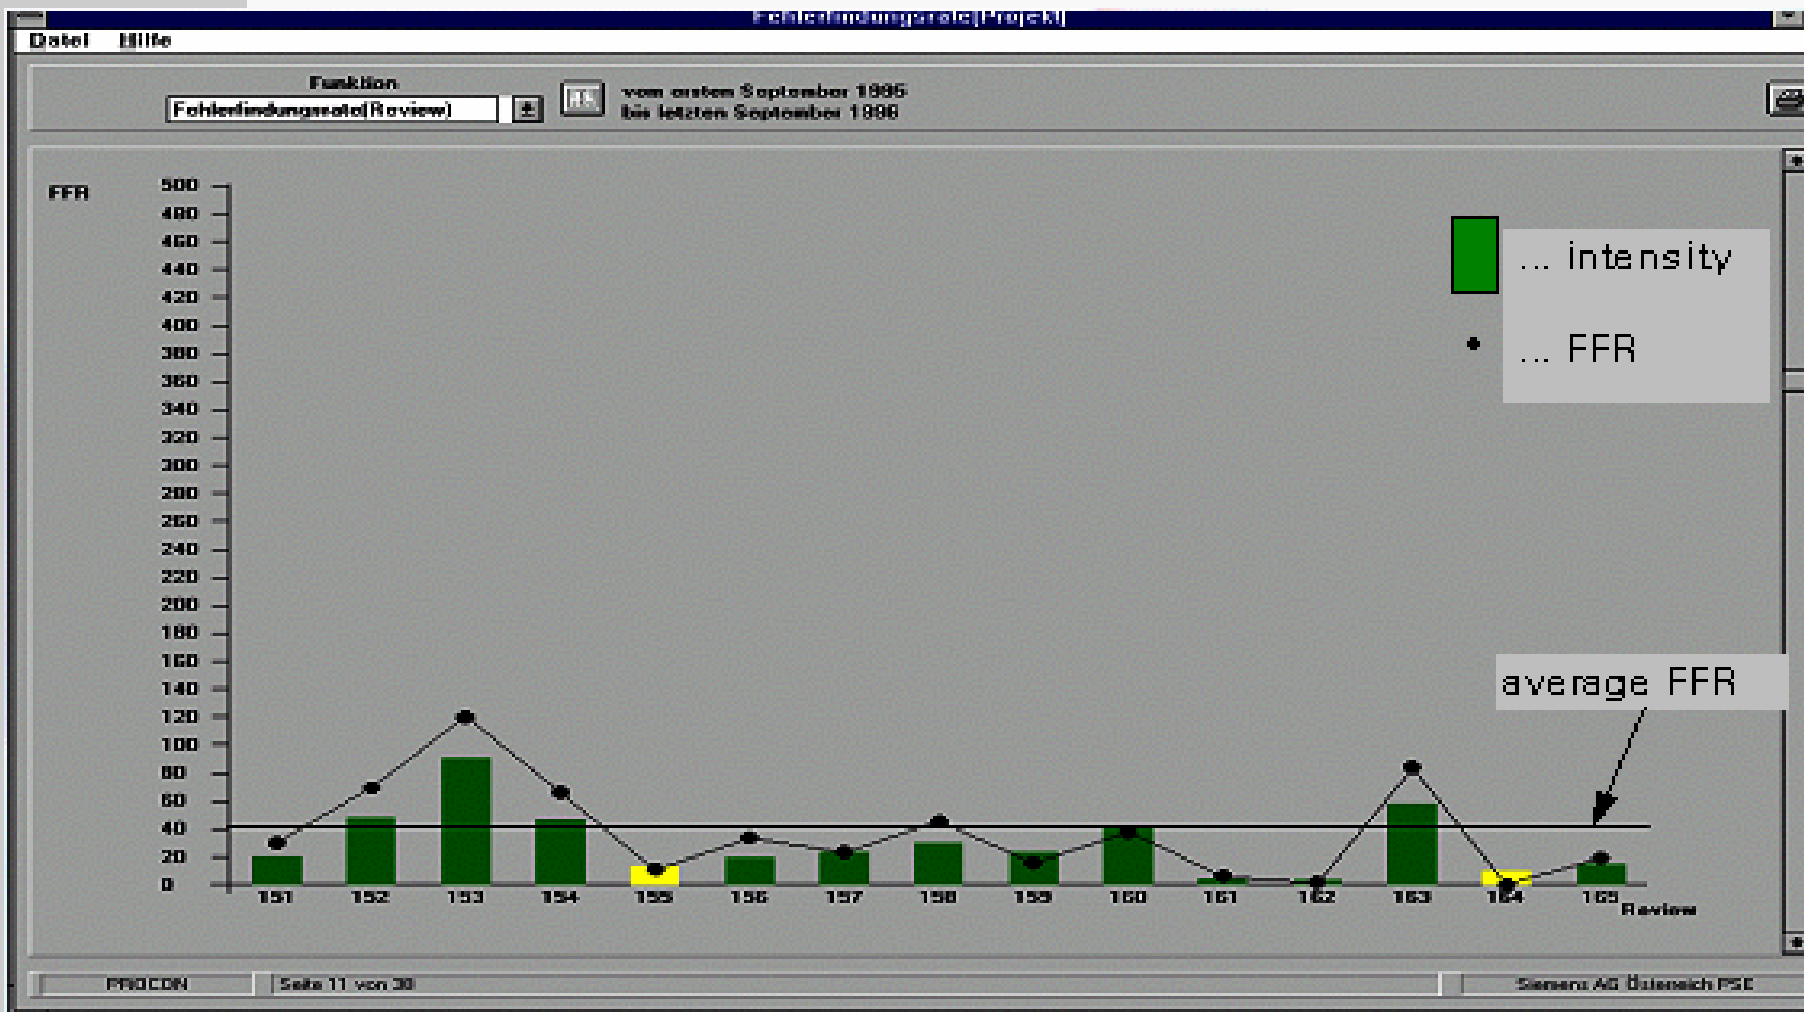 Fehlerfindungsrate(Projekt)
Datei Hilfe
Funktion
Fehlerfindungsrate(Review)
vom ersten September 1995
bis letzten September 1996
FFR
500
480
460
440
420
400
380
360
340
320
300
280
260
240
220
200
180
160
140
120
100
80
60
40
20
0
... intensity
... FFR
average FFR
151 152 153 154 155 156 157 158 159 160 161 162 163 164 165
Review
PROCON
Seite 11 von 30
Siemens AG Österreich PSE